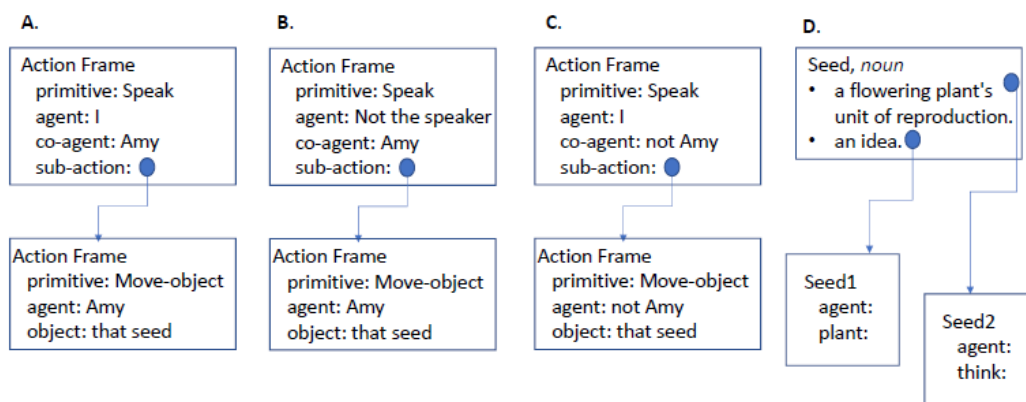 A.
Action Frame
primitive: Speak
agent: I
co-agent: Amy
sub-action:
Action Frame
primitive: Move-object
agent: Amy
object: that seed
B.
Action Frame
primitive: Speak
agent: Not the speaker
co-agent: Amy
sub-action:
Action Frame
primitive: Move-object
agent: Amy
object: that seed
C.
Action Frame
primitive: Speak
agent: I
co-agent: not Amy
sub-action:
Action Frame
primitive: Move-object
agent: not Amy
object: that seed
D.
Seed, noun
• a flowering plant's
unit of reproduction.
• an idea.
Seed1
agent:
plant:
Seed2
agent:
think: